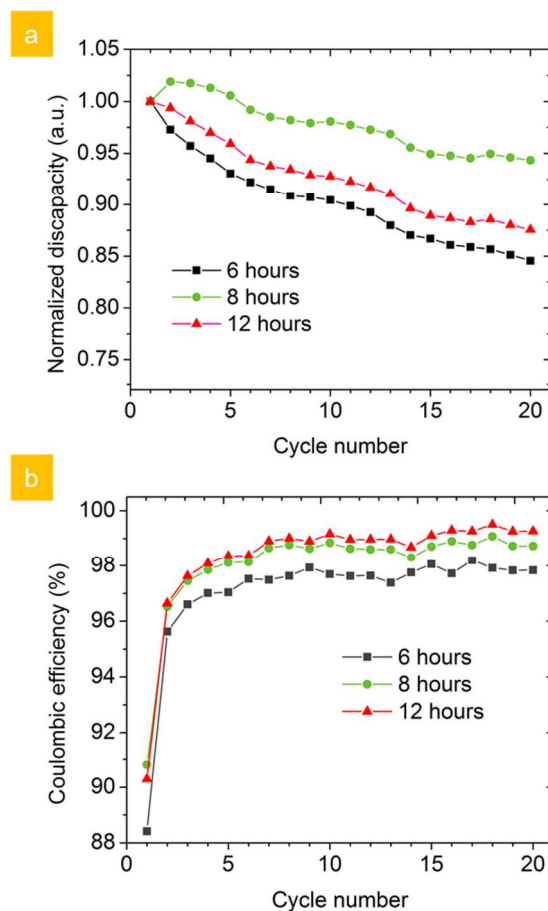 a
1.05
1.00
0.95
0.90
0.85
0.80
0.75
Normalized discapacity (a.u.)
6 hours
8 hours
12 hours
0 5 10 15 20
Cycle number
b
100
98
96
94
92
90
88
Coulombic efficiency (%)
6 hours
8 hours
12 hours
0 5 10 15 20
Cycle number